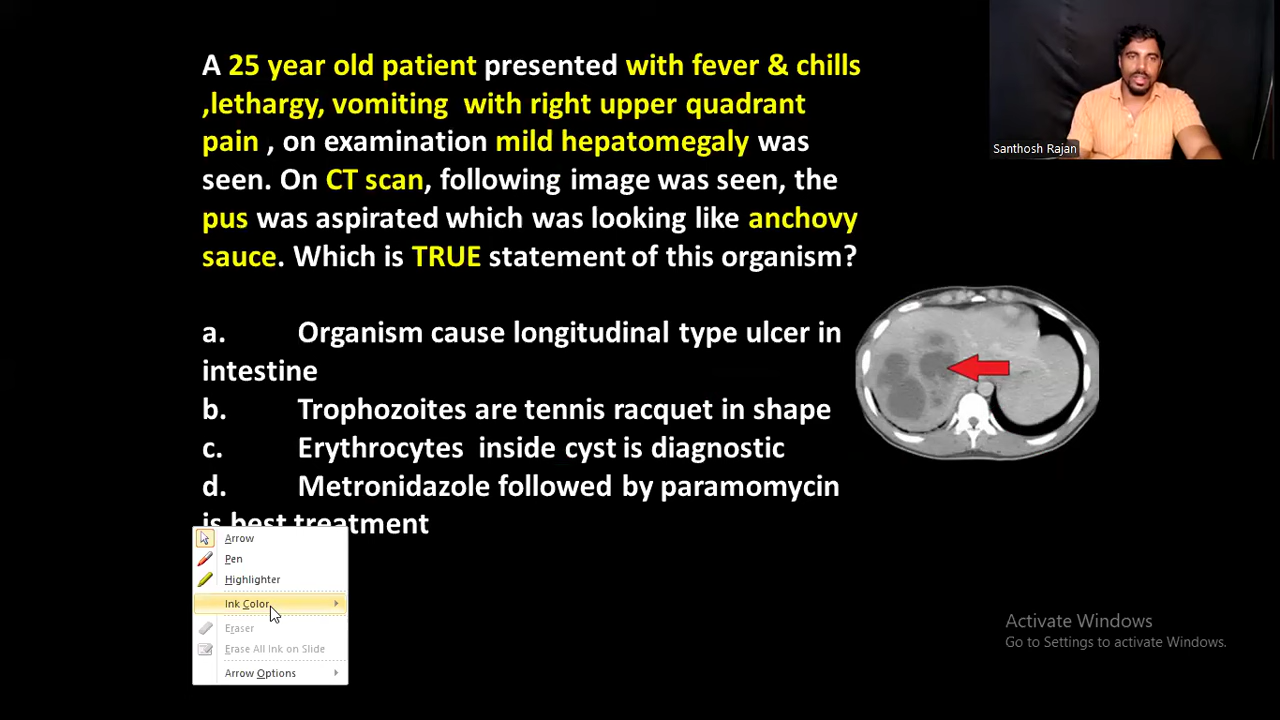 A 25 year old patient presented with fever & chills
,lethargy, vomiting with right upper quadrant
pain , on examination mild hepatomegaly was
seen. On CT scan, following image was seen, the
pus was aspirated which was looking like anchovy
sauce. Which is TRUE statement of this organism?
a. Organism cause longitudinal type ulcer in
intestine
b. Trophozoites are tennis racquet in shape
c. Erythrocytes inside cyst is diagnostic
d. Metronidazole followed by paramomycin
is best treatment
Arrow
Pen
Highlighter
Ink Color
Eraser
Erase All Ink on Slide
Arrow Options
Santhosh Rajan
Activate Windows
Go to Settings to activate Windows.